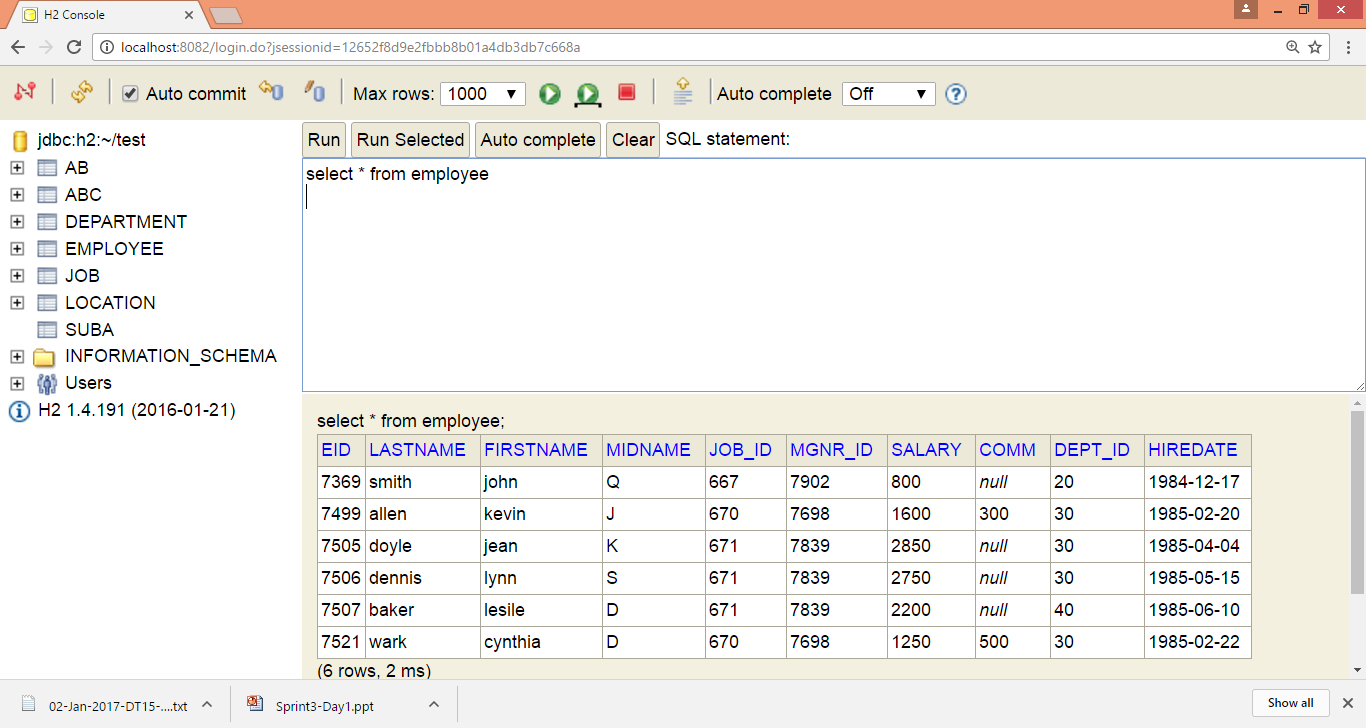 H2 Console
localhost:8082/login.do?jsessionid=12652f8d9e2fbbb8b01a4db3db7c668a
Auto commit Max rows: 1000 Auto complete Off
jdbc:h2:~/test
AB
ABC
DEPARTMENT
EMPLOYEE
JOB
LOCATION
SUBA
INFORMATION_SCHEMA
Users
H2 1.4.191 (2016-01-21)
Run Run Selected Auto complete Clear SQL statement:
select * from employee
select * from employee;
EID LASTNAME FIRSTNAME MIDNAME JOB_ID MGNR_ID SALARY COMM DEPT_ID HIREDATE
7369 smith john Q 667 7902 800 null 20 1984-12-17
7499 allen kevin J 670 7698 1600 300 30 1985-02-20
7505 doyle jean K 671 7839 2850 null 30 1985-04-04
7506 dennis lynn S 671 7839 2750 null 30 1985-05-15
7507 baker lesile D 671 7839 2200 null 40 1985-06-10
7521 wark cynthia D 670 7698 1250 500 30 1985-02-22
(6 rows, 2 ms)
02-Jan-2017-DT15-....txt Sprint3-Day1.ppt Show all